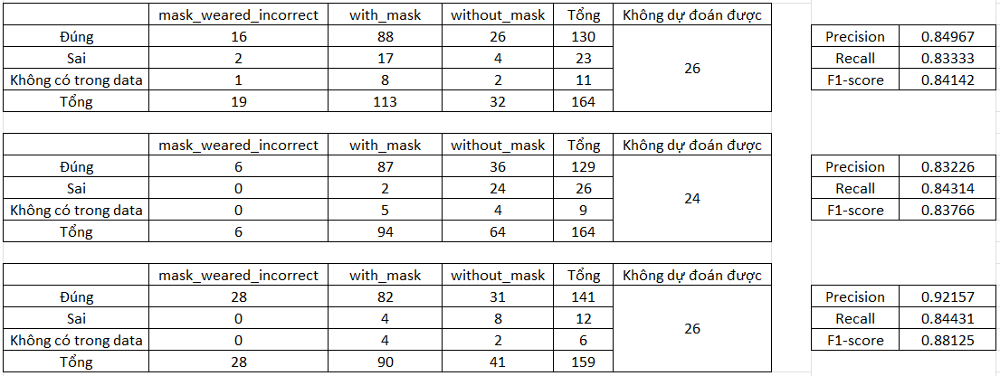 mask_weared_incorrect with_mask without_mask Tổng Không dự đoán được
Đúng 16 88 26 130 Precision 0.84967
Sai 2 17 4 23 26 Recall 0.83333
Không có trong data 1 8 2 11 F1-score 0.84142
Tổng 19 113 32 164
mask_weared_incorrect with_mask without_mask Tổng Không dự đoán được
Đúng 6 87 36 129 Precision 0.83226
Sai 0 2 24 26 24 Recall 0.84314
Không có trong data 0 5 4 9 F1-score 0.83766
Tổng 6 94 64 164
mask_weared_incorrect with_mask without_mask Tổng Không dự đoán được
Đúng 28 82 31 141 Precision 0.92157
Sai 0 4 8 12 26 Recall 0.84431
Không có trong data 0 4 2 6 F1-score 0.88125
Tổng 28 90 41 159